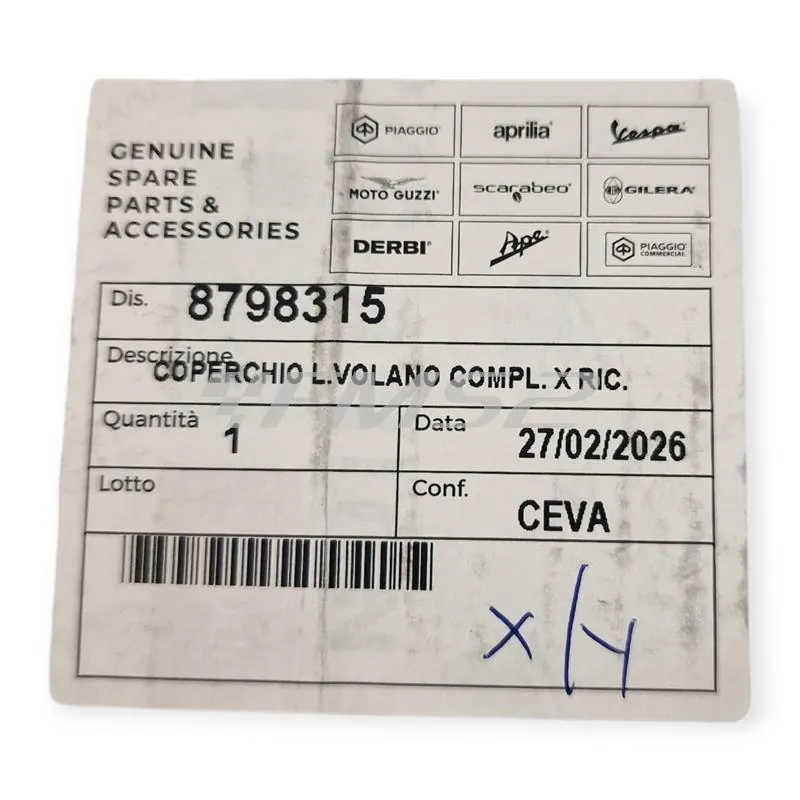 GENUINE
SPARE
PARTS &
ACCESSORIES
PIAGGIO
aprilia
Vespa
MOTO GUZZI
scarabeo
GILERA
DERBI
Ape
PIAGGIO
COMMERCIAL
Dis. 8798315
Descrizione
COPERCHIO L.VOLANO COMPL. X RIC.
Quantità 1
Data 27/02/2026
Lotto
Conf. CEVA
X/Y